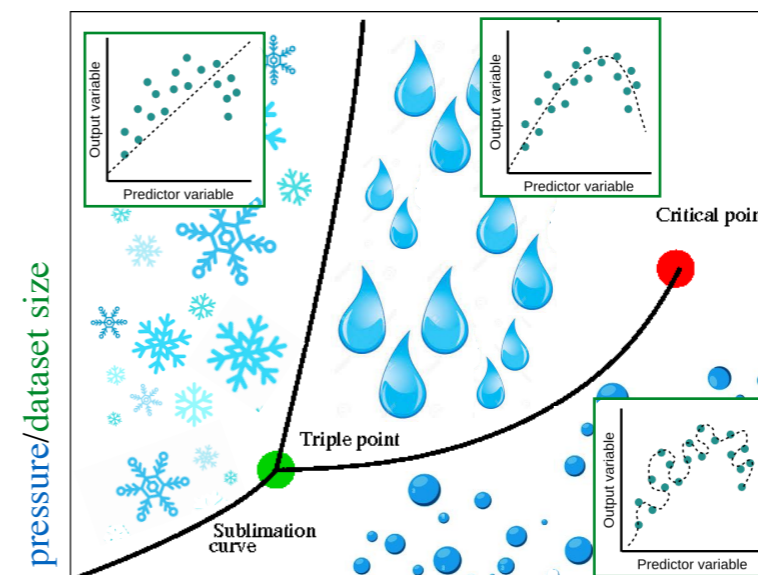 Output variable
Predictor variable
Output variable
Predictor variable
Critical poin
pressure/dataset size
Triple point
Sublimation
curve
Output variable
Predictor variable